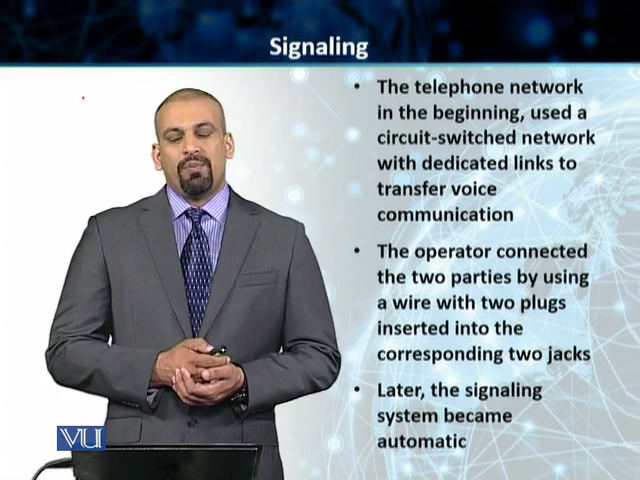 Signaling
• The telephone network
in the beginning, used a
circuit-switched network
with dedicated links to
transfer voice
communication
• The operator connected
the two parties by using
a wire with two plugs
inserted into the
corresponding two jacks
• Later, the signaling
system became
automatic
VU